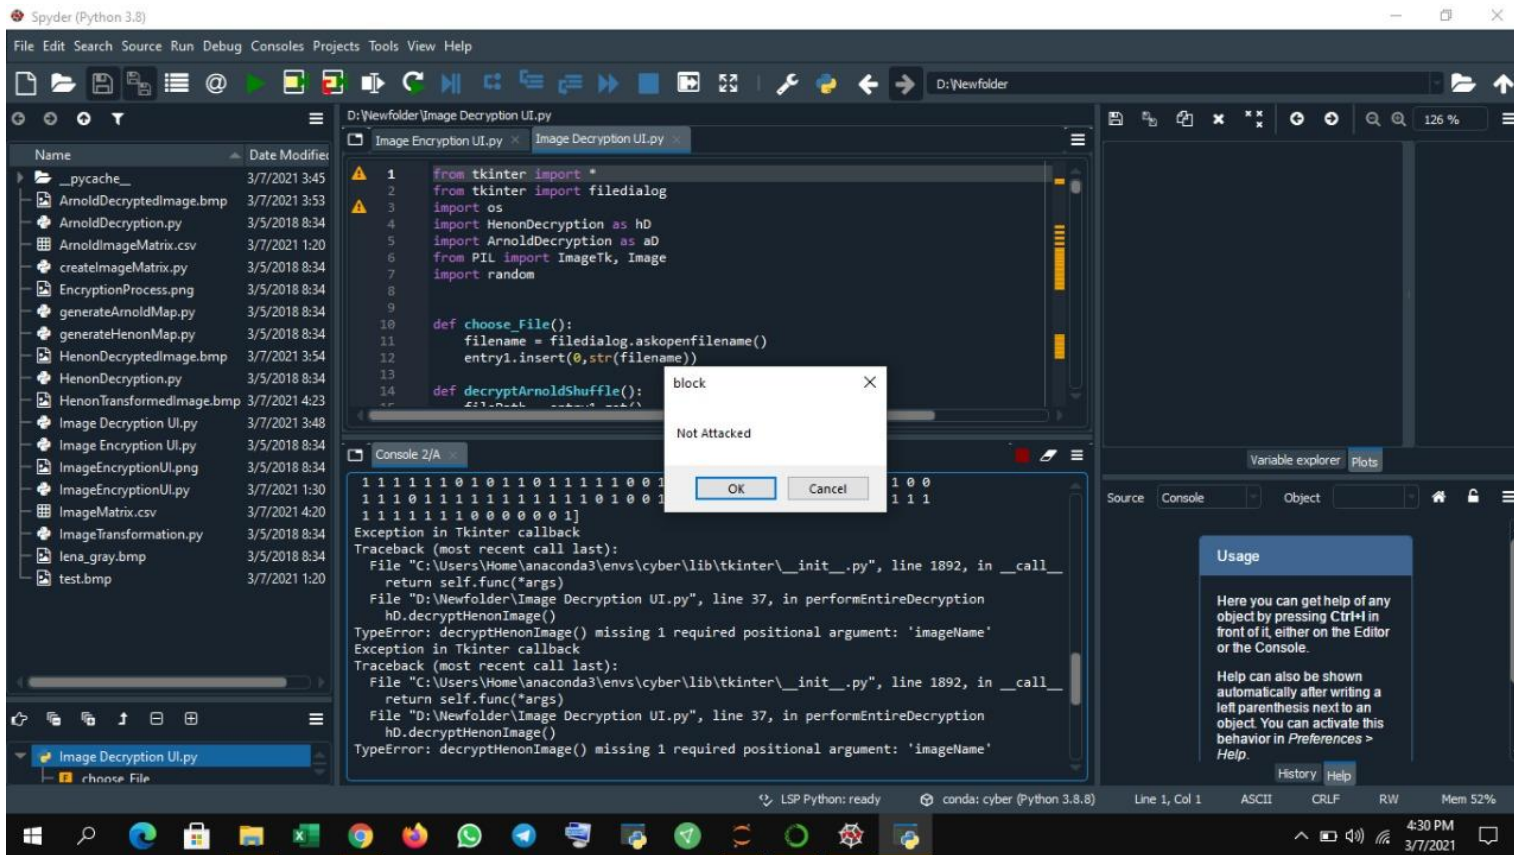 Spyder (Python 3.8)
File Edit Search Source Run Debug Consoles Projects Tools View Help
D:\Newfolder
D:\Newfolder\Image Decryption UI.py
Image Encryption UI.py
Image Decryption UI.py
126 %
Name Date Modified
__pycache__ 3/7/2021 3:45
ArnoldDecryptedImage.bmp 3/7/2021 3:53
ArnoldDecryption.py 3/5/2018 8:34
ArnoldImageMatrix.csv 3/7/2021 1:20
createImageMatrix.py 3/5/2018 8:34
EncryptionProcess.png 3/5/2018 8:34
generateArnoldMap.py 3/5/2018 8:34
generateHenonMap.py 3/5/2018 8:34
HenonDecryptedImage.bmp 3/7/2021 3:54
HenonDecryption.py 3/5/2018 8:34
HenonTransformedImage.bmp 3/7/2021 4:23
Image Decryption UI.py 3/7/2021 3:48
Image Encryption UI.py 3/5/2018 8:34
ImageEncryptionUI.png 3/5/2018 8:34
ImageEncryptionUI.py 3/7/2021 1:30
ImageMatrix.csv 3/7/2021 4:20
ImageTransformation.py 3/5/2018 8:34
lena_gray.bmp 3/5/2018 8:34
test.bmp 3/7/2021 1:20
Image Decryption UI.py
choose_File
1 from tkinter import *
2 from tkinter import filedialog
3 import os
4 import HenonDecryption as hD
5 import ArnoldDecryption as aD
6 from PIL import ImageTk, Image
7 import random
8
9
10 def choose_File():
11 filename = filedialog.askopenfilename()
12 entry1.insert(0,str(filename))
13
14 def decryptArnoldShuffle():
block
Not Attacked
OK Cancel
Console 2/A
1 1 1 1 1 1 0 1 0 1 1 0 1 1 1 1 1 0 0 1
1 1 1 0 1 1 1 1 1 1 1 1 1 1 0 1 0 0 1
1 0 0
1 1 1
1 1 1 1 1 1 1 0 0 0 0 0 0 1]
Exception in Tkinter callback
Traceback (most recent call last):
File "C:\Users\Home\anaconda3\envs\cyber\lib\tkinter\__init__.py", line 1892, in __call__
return self.func(*args)
File "D:\Newfolder\Image Decryption UI.py", line 37, in performEntireDecryption
hD.decryptHenonImage()
TypeError: decryptHenonImage() missing 1 required positional argument: 'imageName'
Exception in Tkinter callback
Traceback (most recent call last):
File "C:\Users\Home\anaconda3\envs\cyber\lib\tkinter\__init__.py", line 1892, in __call__
return self.func(*args)
File "D:\Newfolder\Image Decryption UI.py", line 37, in performEntireDecryption
hD.decryptHenonImage()
TypeError: decryptHenonImage() missing 1 required positional argument: 'imageName'
Variable explorer Plots
Source Console Object
Usage
Here you can get help of any
object by pressing Ctrl+I in
front of it, either on the Editor
or the Console.
Help can also be shown
automatically after writing a
left parenthesis next to an
object. You can activate this
behavior in Preferences >
Help.
History Help
LSP Python: ready conda: cyber (Python 3.8.8) Line 1, Col 1 ASCII CRLF RW Mem 52%
4:30 PM
3/7/2021